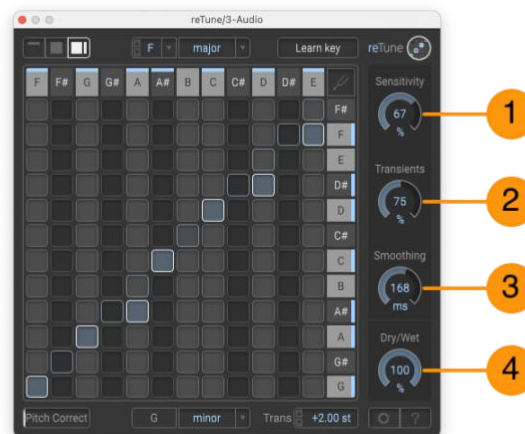 reTune/3-Audio
F major Learn key reTune
F F# G G# A A# B C C# D D# E
Sensitivity
67
%
1
Transients
75
%
2
Smoothing
168
ms
3
Dry/Wet
100
%
4
F#
F
E
D#
D
C#
C
B
A#
A
G#
G
Pitch Correct G minor Trans +2.00 st ?